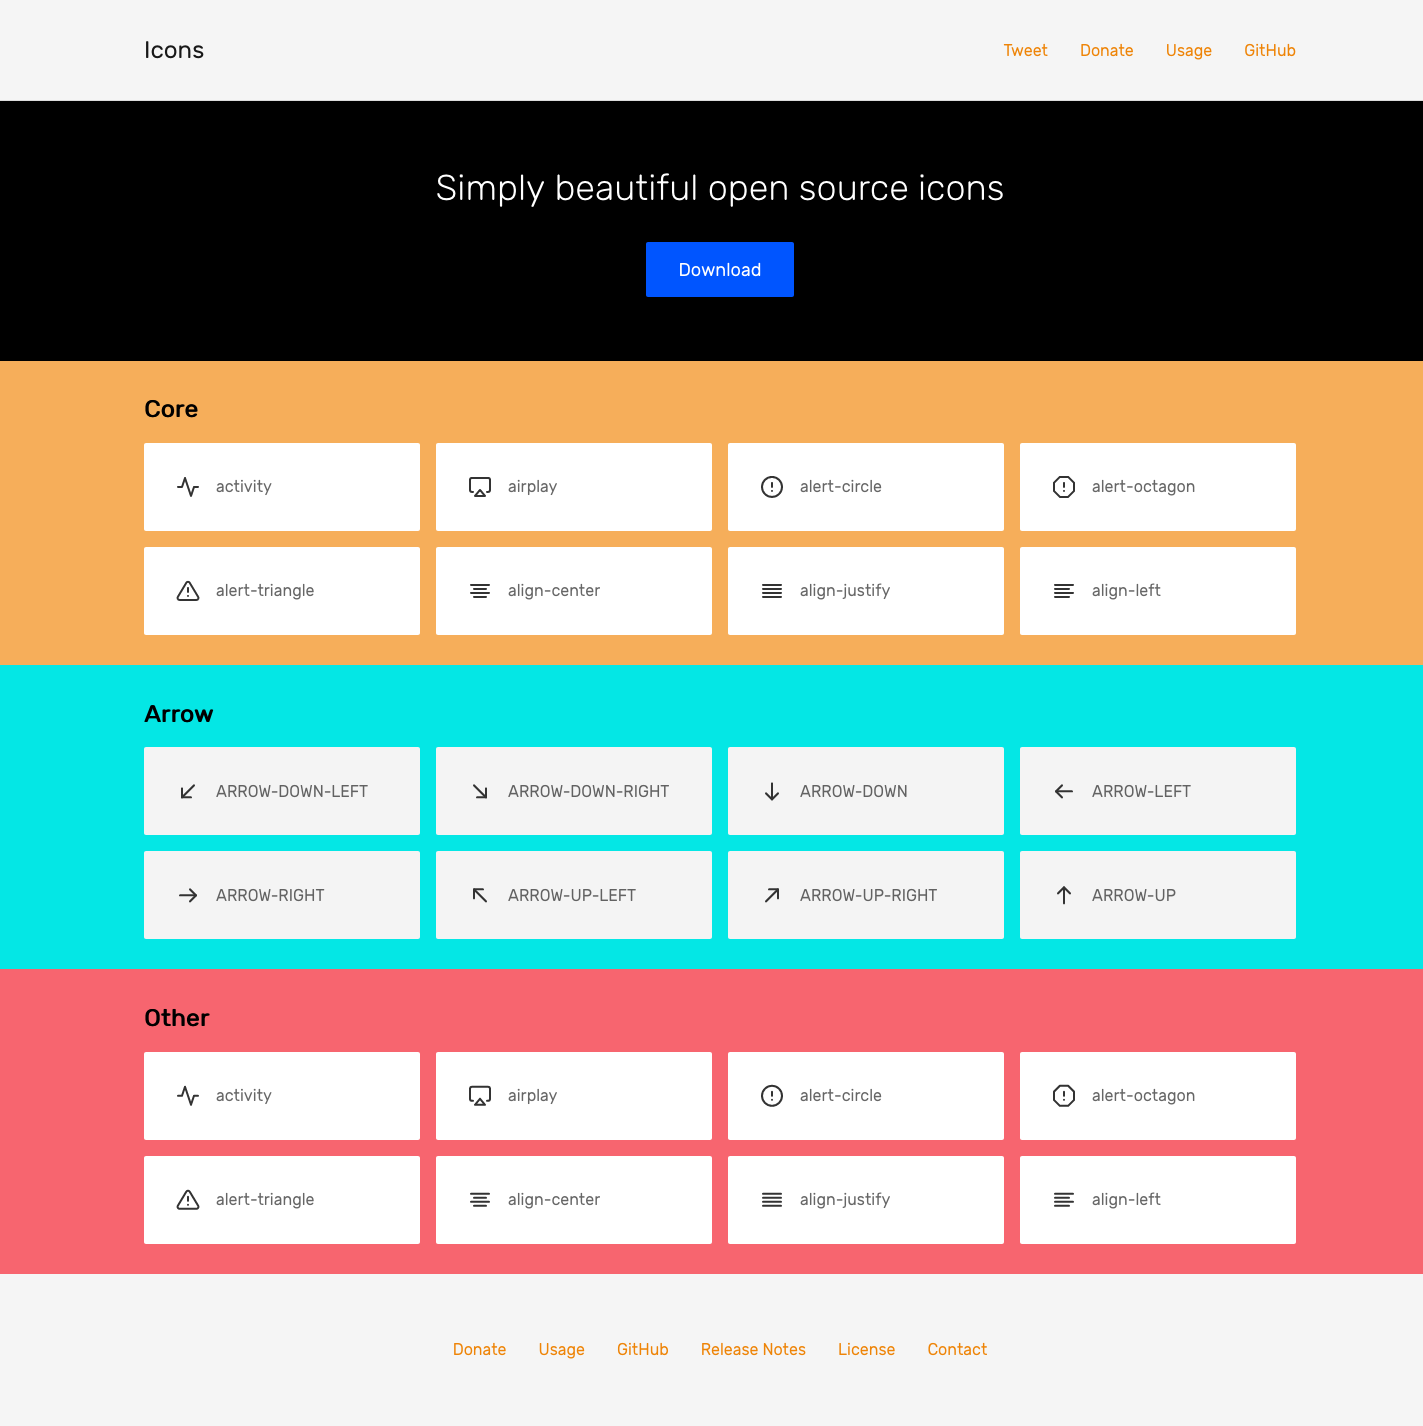 Icons
Tweet Donate Usage GitHub
Simply beautiful open source icons
Download
Core
activity airplay alert-circle alert-octagon
alert-triangle align-center align-justify align-left
Arrow
ARROW-DOWN-LEFT ARROW-DOWN-RIGHT ARROW-DOWN ARROW-LEFT
ARROW-RIGHT ARROW-UP-LEFT ARROW-UP-RIGHT ARROW-UP
Other
activity airplay alert-circle alert-octagon
alert-triangle align-center align-justify align-left
Donate Usage GitHub Release Notes License Contact